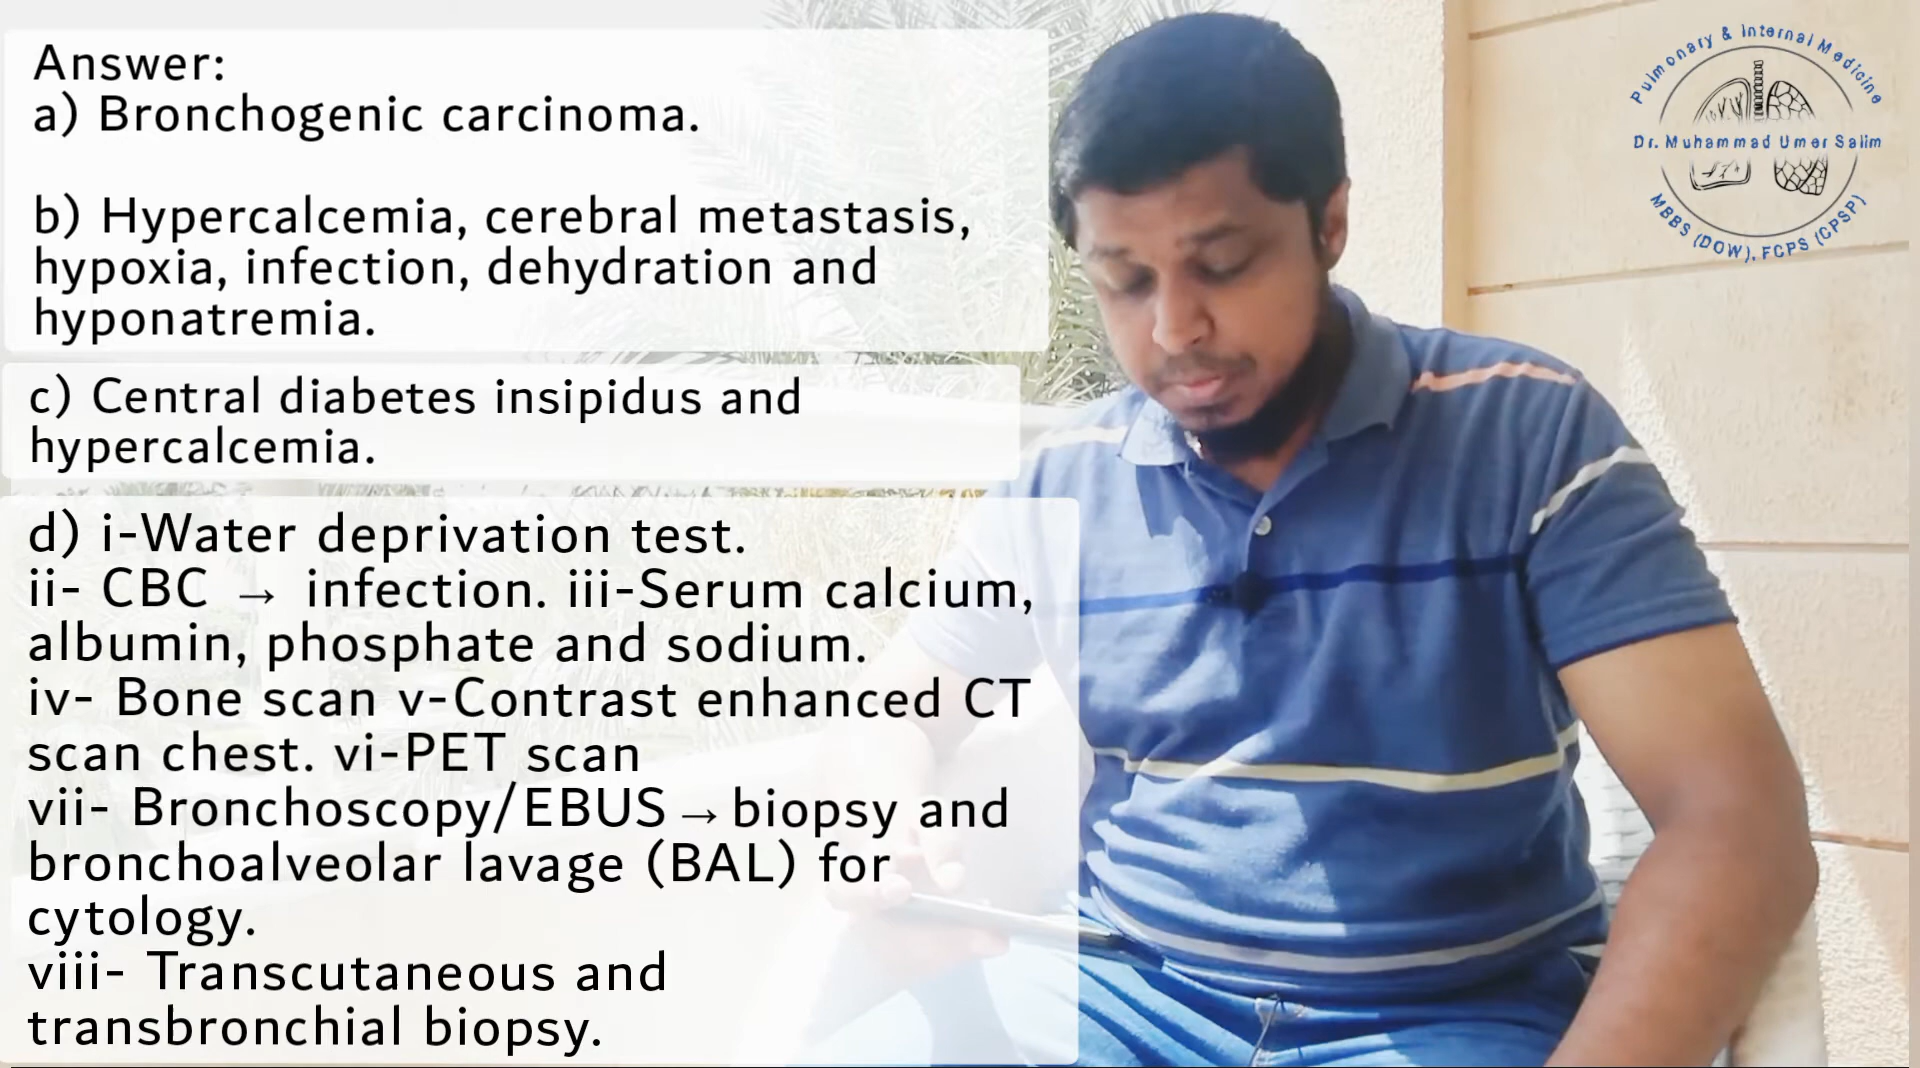 Answer:
a) Bronchogenic carcinoma.
b) Hypercalcemia, cerebral metastasis,
hypoxia, infection, dehydration and
hyponatremia.
c) Central diabetes insipidus and
hypercalcemia.
d) i-Water deprivation test.
ii- CBC → infection. iii-Serum calcium,
albumin, phosphate and sodium.
iv- Bone scan v-Contrast enhanced CT
scan chest. vi-PET scan
vii- Bronchoscopy/EBUS→biopsy and
bronchoalveolar lavage (BAL) for
cytology.
viii- Transcutaneous and
transbronchial biopsy.
Pulmonary & Internal Medicine
Dr. Muhammad Umer Salim
MBBS (DOW), FCPS (CPSP)